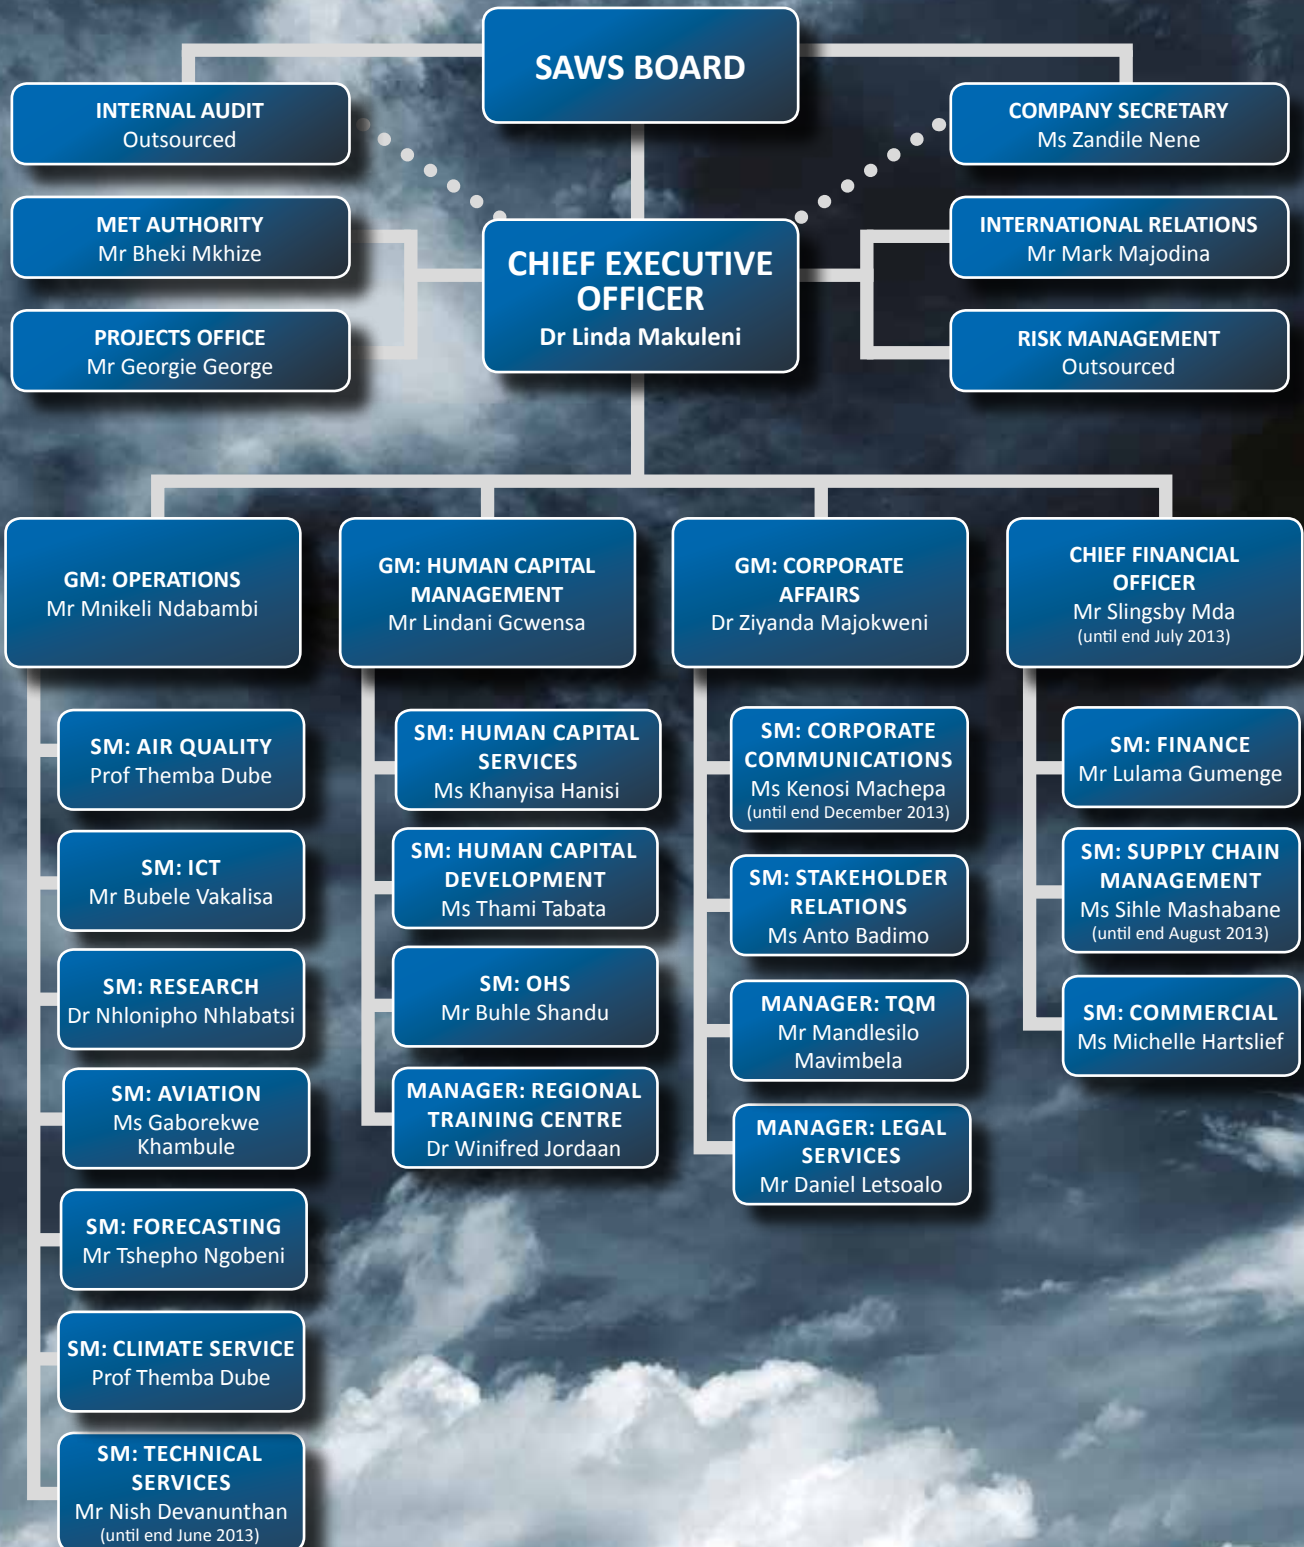 SAWS BOARD
INTERNAL AUDIT
Outsourced
COMPANY SECRETARY
Ms Zandile Nene
MET AUTHORITY
Mr Bheki Mkhize
CHIEF EXECUTIVE
OFFICER
Dr Linda Makuleni
INTERNATIONAL RELATIONS
Mr Mark Majodina
PROJECTS OFFICE
Mr Georgie George
RISK MANAGEMENT
Outsourced
GM: OPERATIONS
Mr Mnikeli Ndabambi
GM: HUMAN CAPITAL
MANAGEMENT
Mr Lindani Gcwensa
GM: CORPORATE
AFFAIRS
Dr Ziyanda Majokweni
CHIEF FINANCIAL
OFFICER
Mr Slingsby Mda
(until end July 2013)
SM: AIR QUALITY
Prof Themba Dube
SM: ICT
Mr Bubele Vakalisa
SM: RESEARCH
Dr Nhlonipho Nhlabatsi
SM: AVIATION
Ms Gaborekwe
Khambule
SM: FORECASTING
Mr Tshepho Ngobeni
SM: CLIMATE SERVICE
Prof Themba Dube
SM: TECHNICAL
SERVICES
Mr Nish Devanunthan
(until end June 2013)
SM: HUMAN CAPITAL
SERVICES
Ms Khanyisa Hanisi
SM: HUMAN CAPITAL
DEVELOPMENT
Ms Thami Tabata
SM: OHS
Mr Buhle Shandu
MANAGER: REGIONAL
TRAINING CENTRE
Dr Winifred Jordaan
SM: CORPORATE
COMMUNICATIONS
Ms Kenosi Machepa
(until end December 2013)
SM: STAKEHOLDER
RELATIONS
Ms Anto Badimo
MANAGER: TQM
Mr Mandlesilo
Mavimbela
MANAGER: LEGAL
SERVICES
Mr Daniel Letsoalo
SM: FINANCE
Mr Lulama Gumenge
SM: SUPPLY CHAIN
MANAGEMENT
Ms Sihle Mashabane
(until end August 2013)
SM: COMMERCIAL
Ms Michelle Hartslief